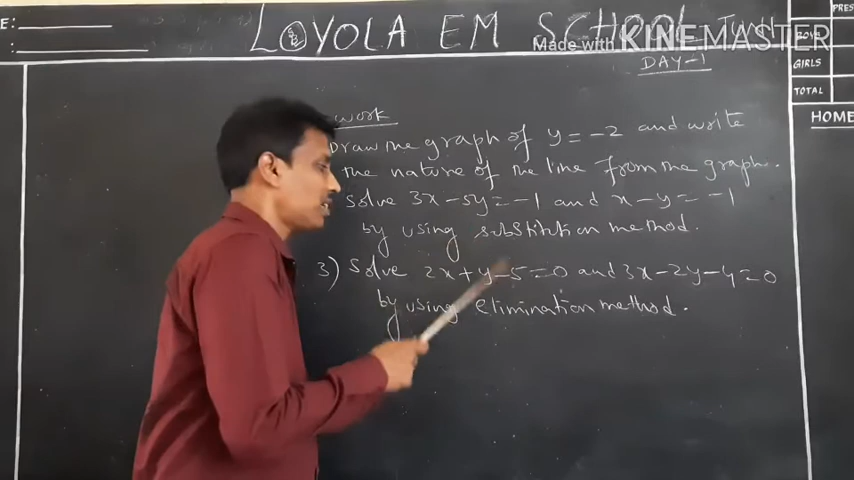 LOYOLA EM SCHOOL
Made with KINEMASTER
DAY-1
PRES
BOYS
GIRLS
TOTAL
HOME
work
Draw the graph of y = -2 and write
the nature of the line from the graph.
Solve 3x-5y=-1 and x-y=-1
by using substitution method.
3) Solve 2x+y-5=0 and 3x-2y-4=0
by using elimination method.